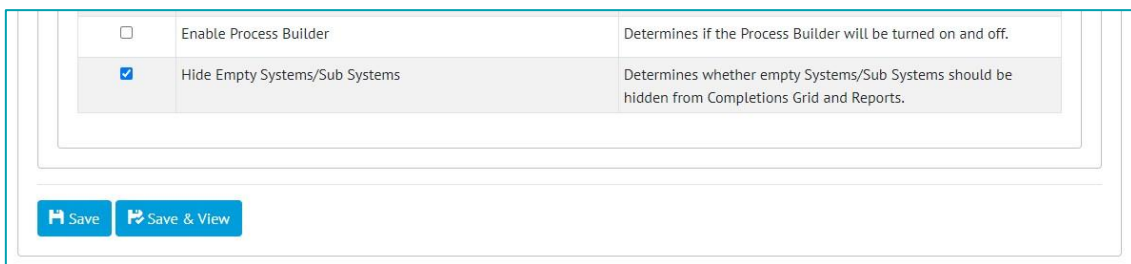 Enable Process Builder
Determines if the Process Builder will be turned on and off.
Hide Empty Systems/Sub Systems
Determines whether empty Systems/Sub Systems should be
hidden from Completions Grid and Reports.
Save
Save & View